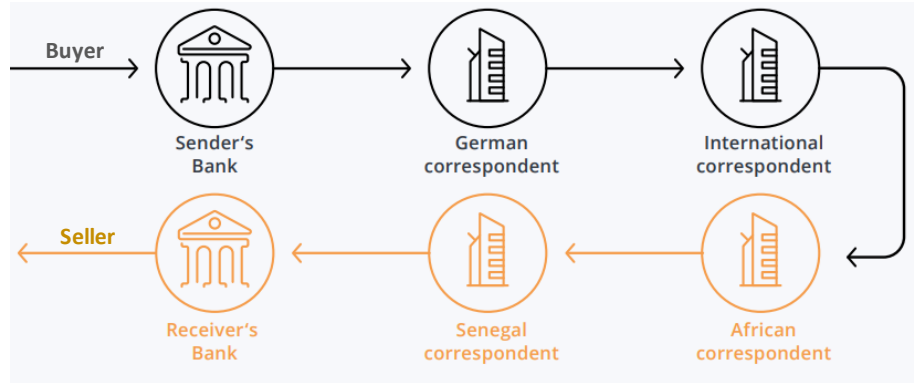 Buyer
Sender‘s
Bank
German
correspondent
International
correspondent
Seller
Receiver’s
Bank
Senegal
correspondent
African
correspondent